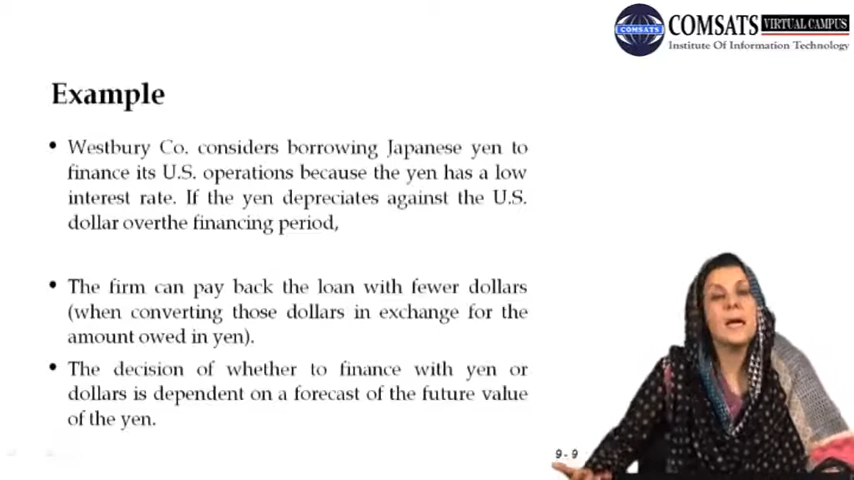 COMSATS VIRTUAL CAMPUS
COMSATS
Institute Of Information Technology
Example
• Westbury Co. considers borrowing Japanese yen to
finance its U.S. operations because the yen has a low
interest rate. If the yen depreciates against the U.S.
dollar overthe financing period,
• The firm can pay back the loan with fewer dollars
(when converting those dollars in exchange for the
amount owed in yen).
• The decision of whether to finance with yen or
dollars is dependent on a forecast of the future value
of the yen.
9-9